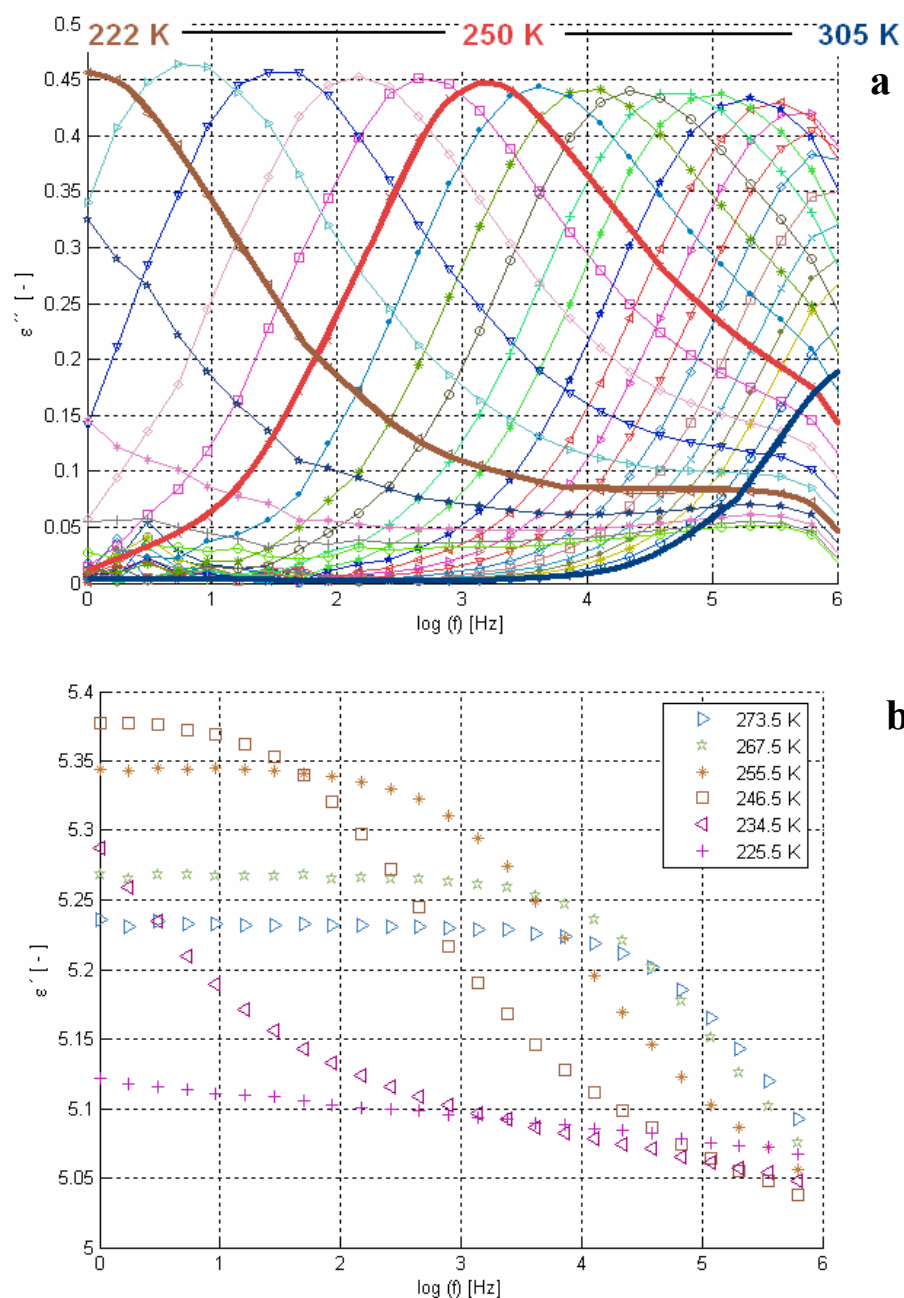 222 K 250 K 305 K
a
0.5
0.45
0.4
0.35
0.3
0.25
0.2
0.15
0.1
0.05
0
ε ´´ [ - ]
0 1 2 3 4 5 6
log (f) [Hz]
b
5.4
5.35
5.3
5.25
5.2
5.15
5.1
5.05
5
ε ´ [ - ]
273.5 K
267.5 K
255.5 K
246.5 K
234.5 K
225.5 K
0 1 2 3 4 5 6
log (f) [Hz]